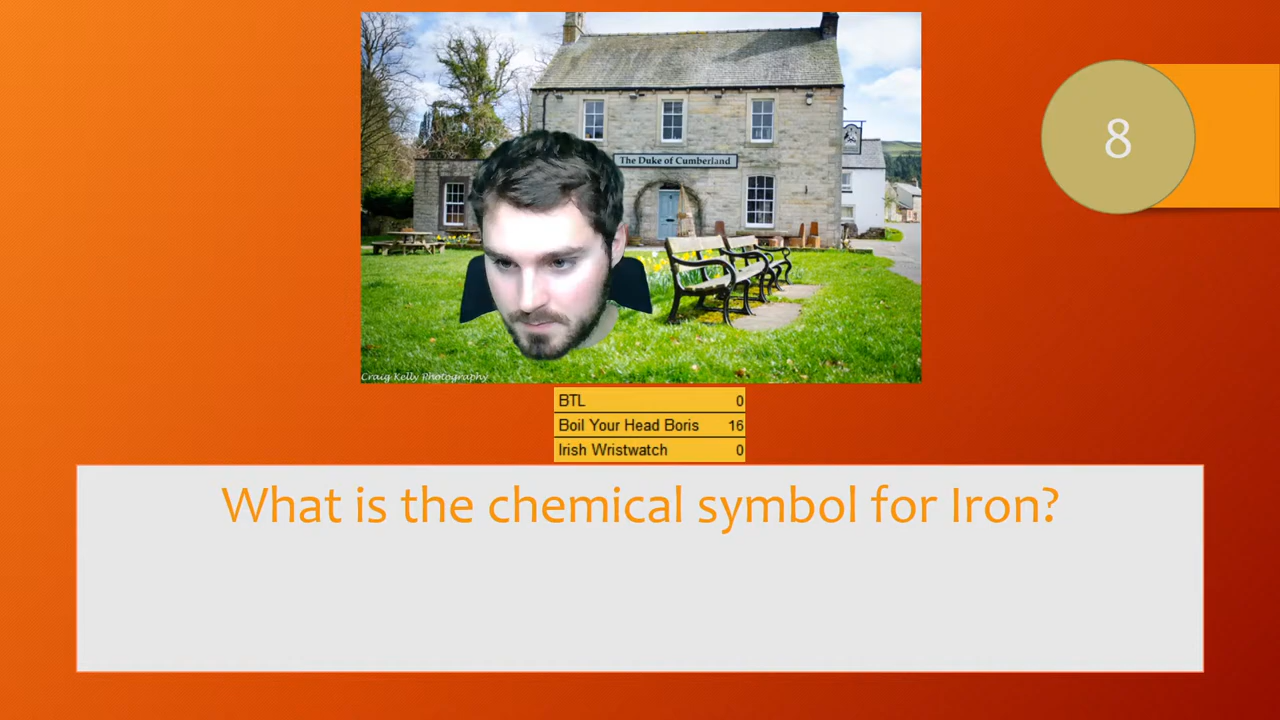 8
The Duke of Cumberland
Craig Kelly Photography
BTL 0
Boil Your Head Boris 16
Irish Wristwatch 0
What is the chemical symbol for Iron?